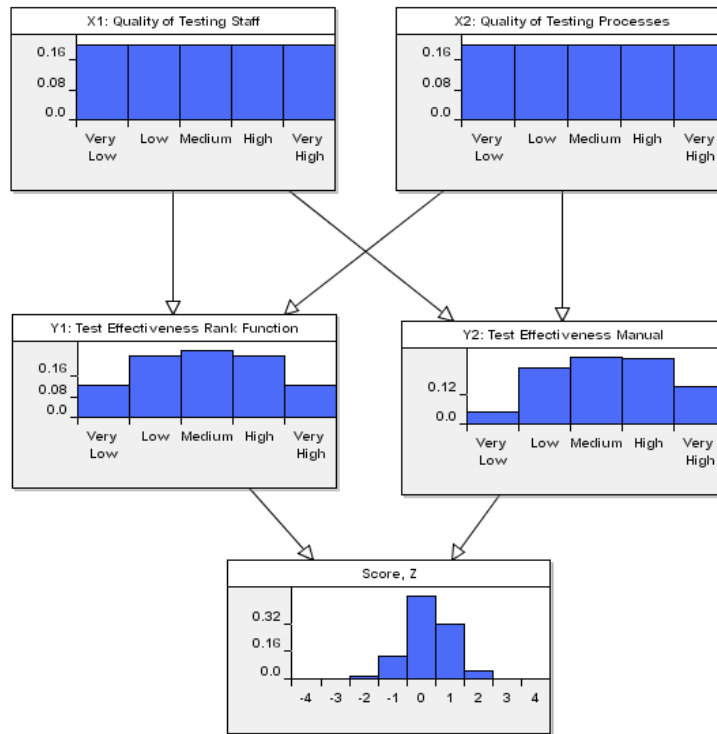 X1: Quality of Testing Staff
0.16
0.08
0.0
Very Low
Low
Medium
High
Very High
X2: Quality of Testing Processes
0.16
0.08
0.0
Very Low
Low
Medium
High
Very High
Y1: Test Effectiveness Rank Function
0.16
0.08
0.0
Very Low
Low
Medium
High
Very High
Y2: Test Effectiveness Manual
0.12
0.0
Very Low
Low
Medium
High
Very High
Score, Z
0.32
0.16
0.0
-4 -3 -2 -1 0 1 2 3 4